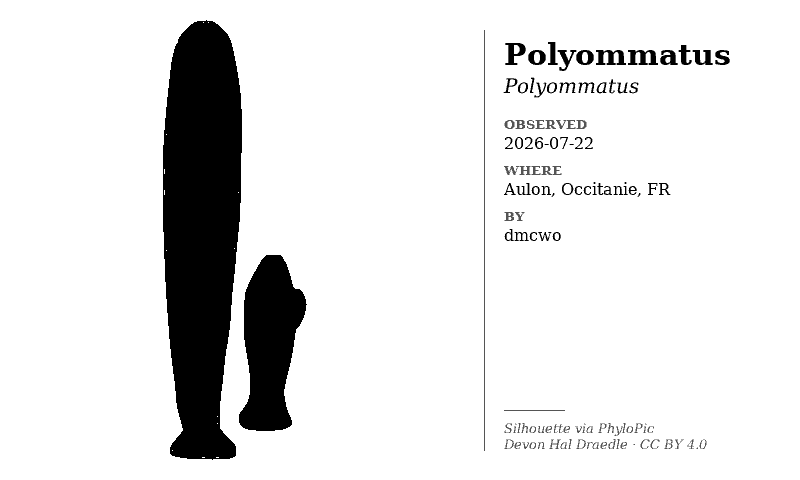 Polyommatus
Polyommatus
OBSERVED
2026-07-22
WHERE
Aulon, Occitanie, FR
BY
dmcwo
Silhouette via PhyloPic
Devon Hal Draedle · CC BY 4.0